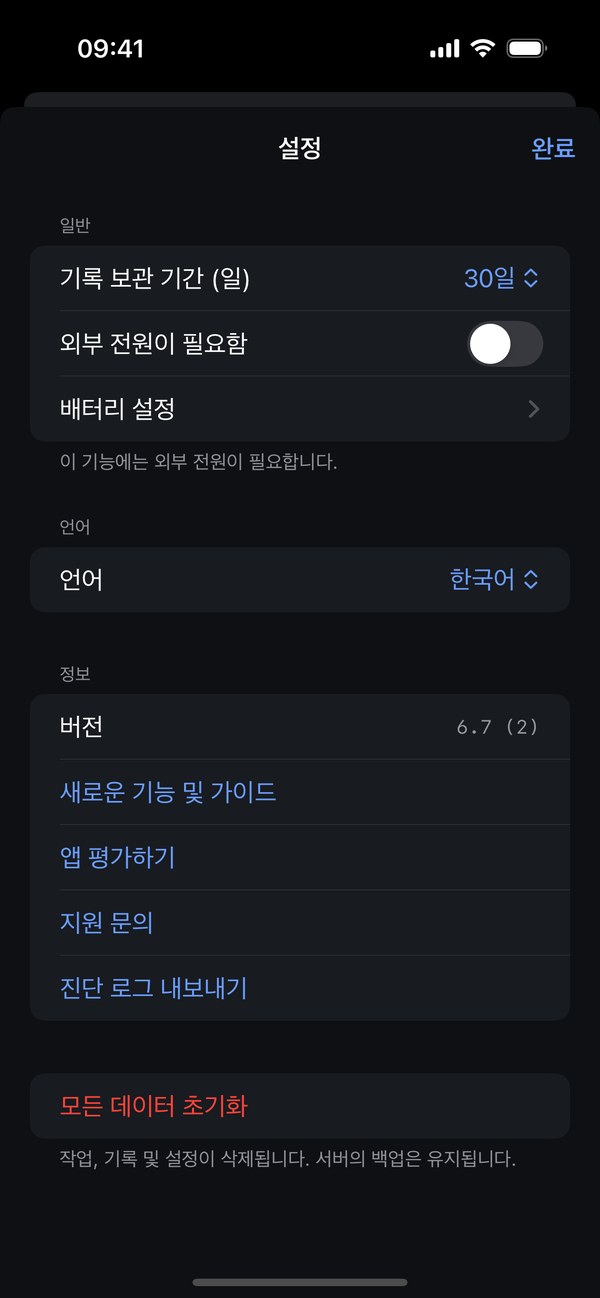 09:41
설정
완료
일반
기록 보관 기간 (일)
30일
외부 전원이 필요함
배터리 설정
이 기능에는 외부 전원이 필요합니다.
언어
언어
한국어
정보
버전
6.7 (2)
새로운 기능 및 가이드
앱 평가하기
지원 문의
진단 로그 내보내기
모든 데이터 초기화
작업, 기록 및 설정이 삭제됩니다. 서버의 백업은 유지됩니다.